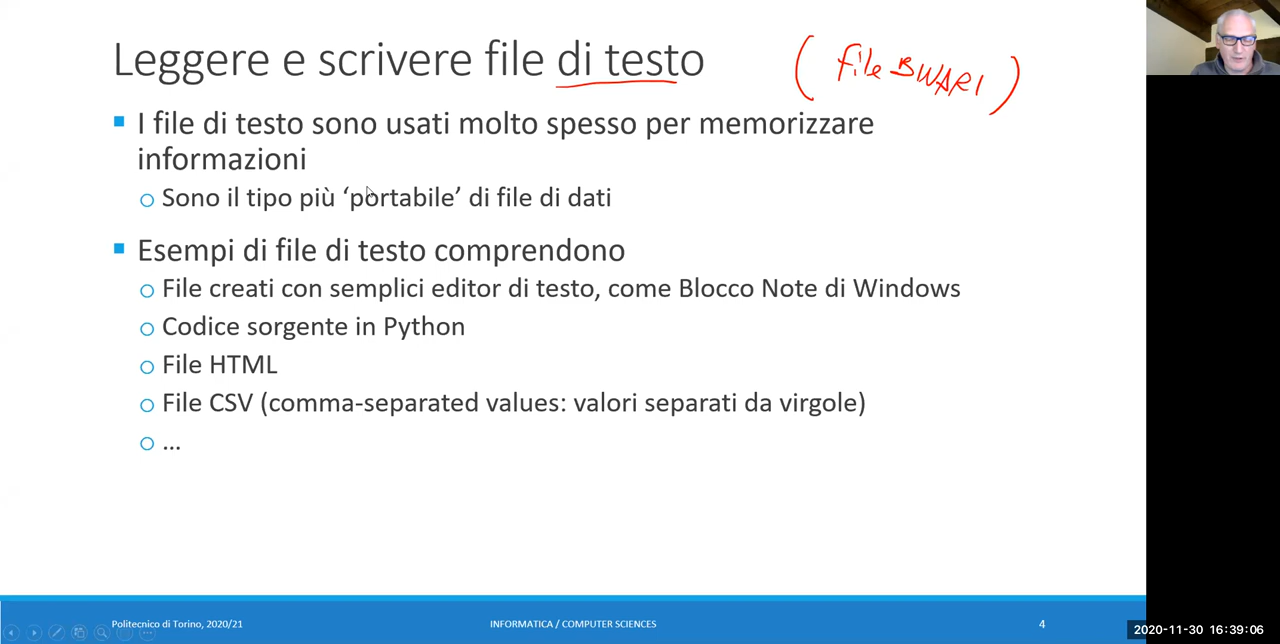 Leggere e scrivere file di testo
( file BINARI )
I file di testo sono usati molto spesso per memorizzare
informazioni
Sono il tipo più ‘portabile’ di file di dati
Esempi di file di testo comprendono
File creati con semplici editor di testo, come Blocco Note di Windows
Codice sorgente in Python
File HTML
File CSV (comma-separated values: valori separati da virgole)
...
Politecnico di Torino, 2020/21
INFORMATICA / COMPUTER SCIENCES
4
2020-11-30 16:39:06